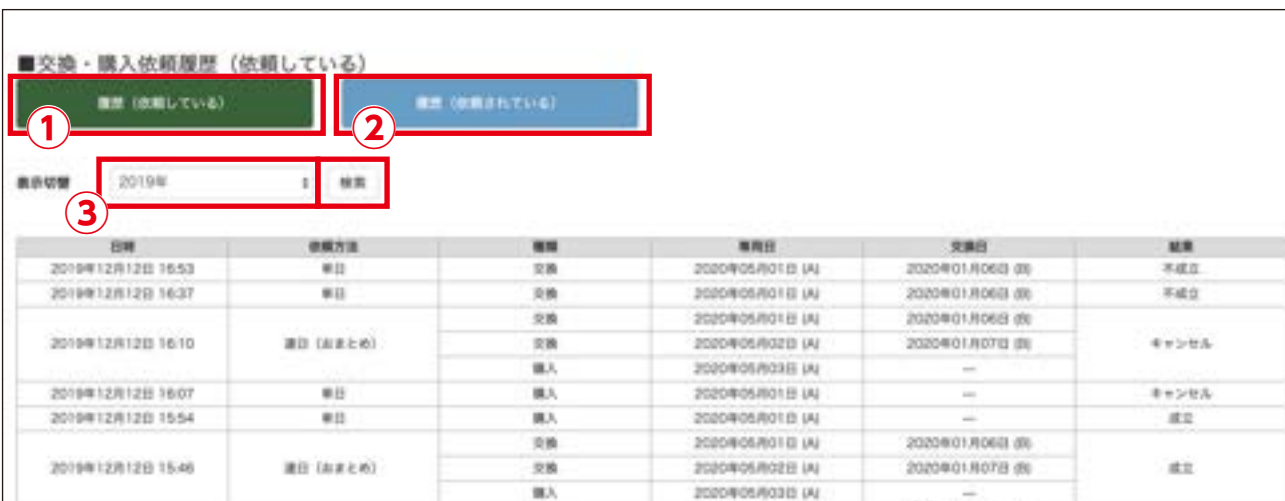 ■交換・購入依頼履歴（依頼している）
履歴（依頼している） 履歴（依頼されている）
① ②
表示切替 2019年 検索
③
日時 依頼方法 種類 専用日 交換日 結果
2019年12月12日 16:53 単日 交換 2020年05月01日 (A) 2020年01月06日 (B) 不成立
2019年12月12日 16:37 単日 交換 2020年05月01日 (A) 2020年01月06日 (B) 不成立
交換 2020年05月01日 (A) 2020年01月06日 (B)
2019年12月12日 16:10 連日（おまとめ） 交換 2020年05月02日 (A) 2020年01月07日 (B) キャンセル
購入 2020年05月03日 (A) —
2019年12月12日 16:07 単日 購入 2020年05月01日 (A) — キャンセル
2019年12月12日 15:54 単日 購入 2020年05月01日 (A) — 成立
交換 2020年05月01日 (A) 2020年01月06日 (B)
2019年12月12日 15:46 連日（おまとめ） 交換 2020年05月02日 (A) 2020年01月07日 (B) 成立
購入 2020年05月03日 (A) —